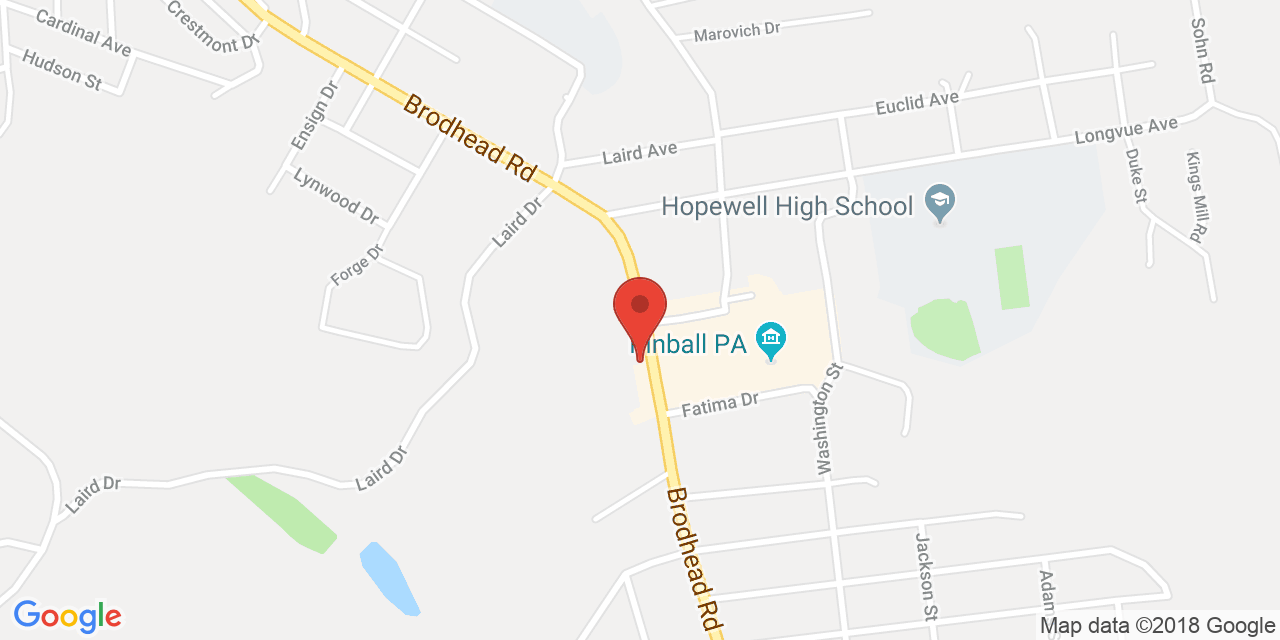 Cardinal Ave
Crestmont Dr
Hudson St
Marovich Dr
Sohn Rd
Ensign Dr
Brodhead Rd
Euclid Ave
Longvue Ave
Laird Ave
Lynwood Dr
Laird Dr
Hopewell High School
Duke St
Kings Mill Rd
Forge Dr
Pinball PA
Fatima Dr
Washington St
Laird Dr
Laird Dr
Brodhead Rd
Jackson St
Adam
Google
Map data ©2018 Google